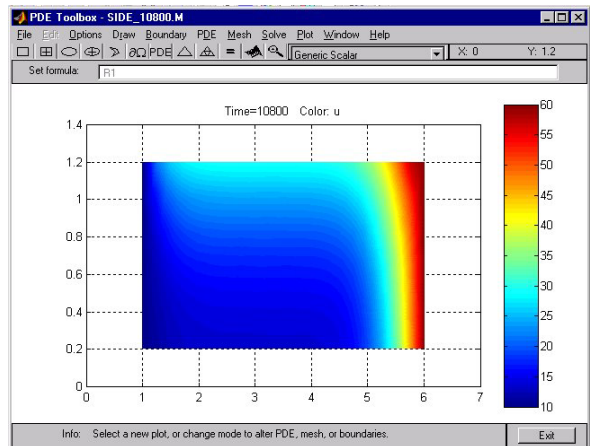 PDE Toolbox - SIDE_10800.M
File Edit Options Draw Boundary PDE Mesh Solve Plot Window Help
∂Ω PDE = Generic Scalar X: 0 Y: 1.2
Set formula: R1
Time=10800 Color: u
1.4
1.2
1
0.8
0.6
0.4
0.2
0
0 1 2 3 4 5 6 7
60
55
50
45
40
35
30
25
20
15
10
Info: Select a new plot, or change mode to alter PDE, mesh, or boundaries. Exit